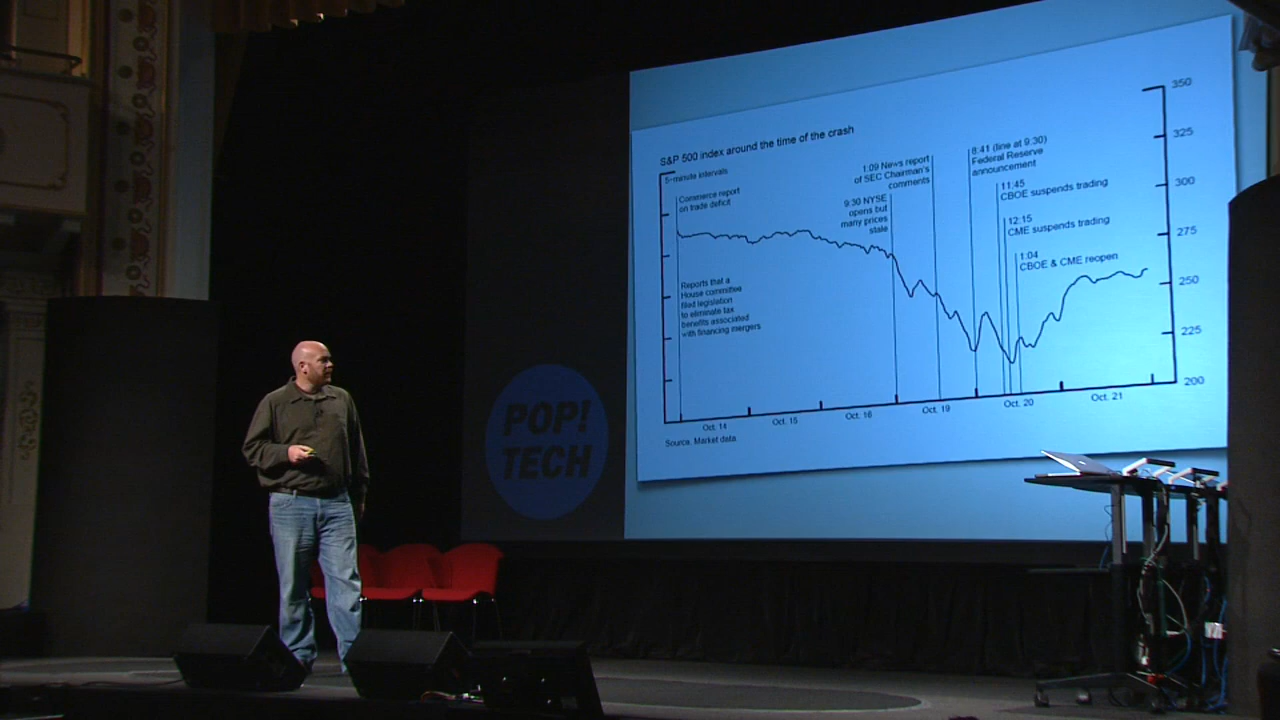 POP!
TECH
S&P 500 index around the time of the crash
5-minute intervals
Commerce report
on trade deficit
Reports that a
House committee
filed legislation
to eliminate tax
benefits associated
with financing mergers
9:30 NYSE
opens but
many prices
stale
1:09 News report
of SEC Chairman's
comments
8:41 (line at 9:30)
Federal Reserve
announcement
11:45
CBOE suspends trading
12:15
CME suspends trading
1:04
CBOE & CME reopen
350
325
300
275
250
225
200
Oct. 14
Oct. 15
Oct. 16
Oct. 19
Oct. 20
Oct. 21
Source. Market data.